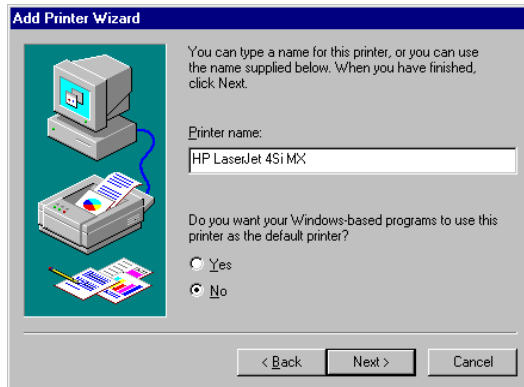 Add Printer Wizard
You can type a name for this printer, or you can use
the name supplied below. When you have finished,
click Next.
Printer name:
HP LaserJet 4Si MX
Do you want your Windows-based programs to use this
printer as the default printer?
Yes
No
< Back
Next >
Cancel